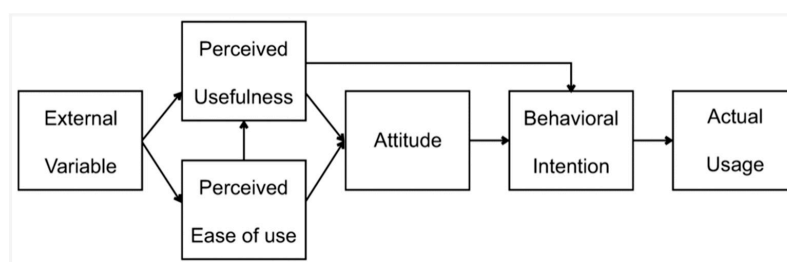 Perceived
Usefulness
External
Variable
Perceived
Ease of use
Attitude
Behavioral
Intention
Actual
Usage